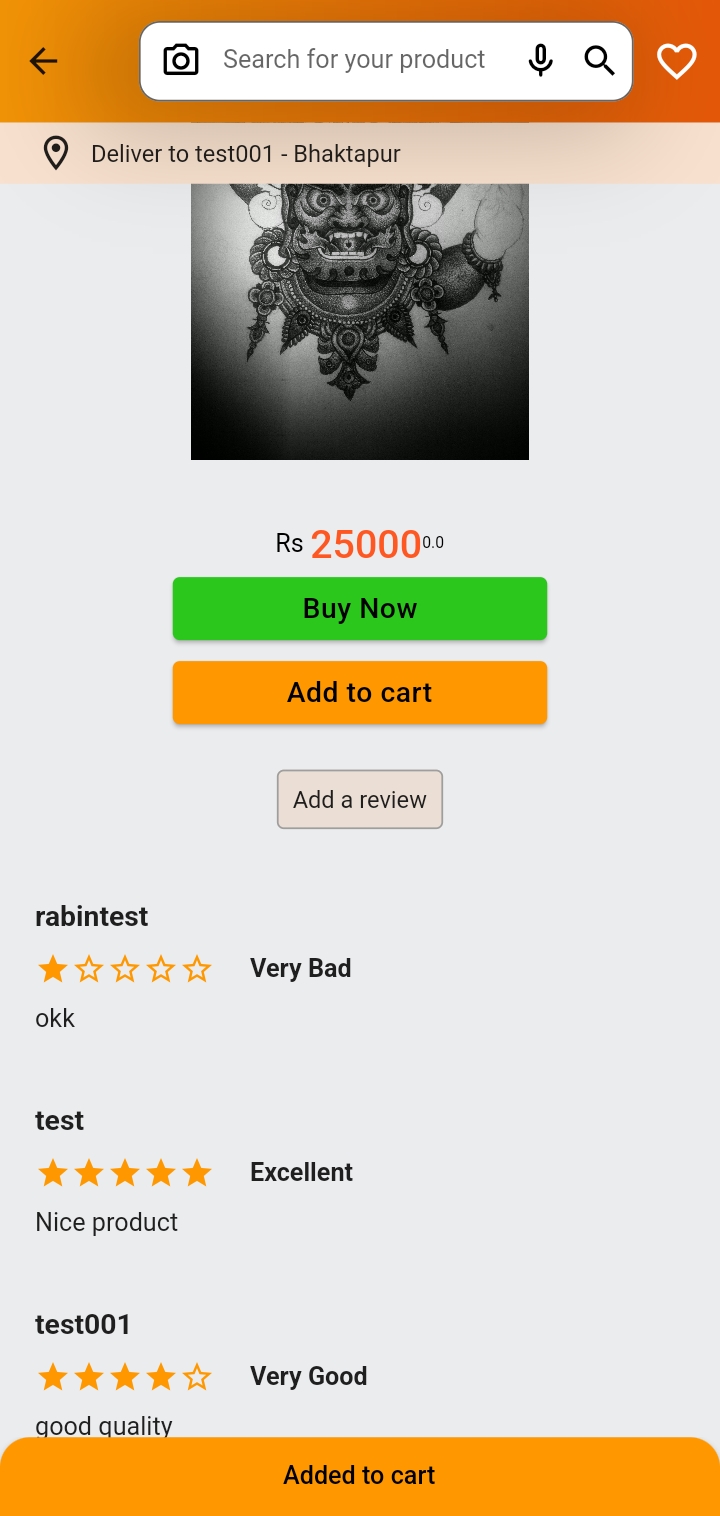 Search for your product
Deliver to test001 - Bhaktapur
Rs 25000 0.0
Buy Now
Add to cart
Add a review
rabintest
Very Bad
okk
test
Excellent
Nice product
test001
Very Good
good quality
Added to cart